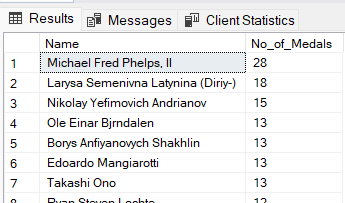 Results Messages Client Statistics
Name No_of_Medals
1 Michael Fred Phelps, II 28
2 Larysa Semenivna Latynina (Diriy-) 18
3 Nikolay Yefimovich Andrianov 15
4 Ole Einar Bjrndalen 13
5 Borys Anfiyanovych Shakhlin 13
6 Edoardo Mangiarotti 13
7 Takashi Ono 13
8 Ryan Steven Lochte 12